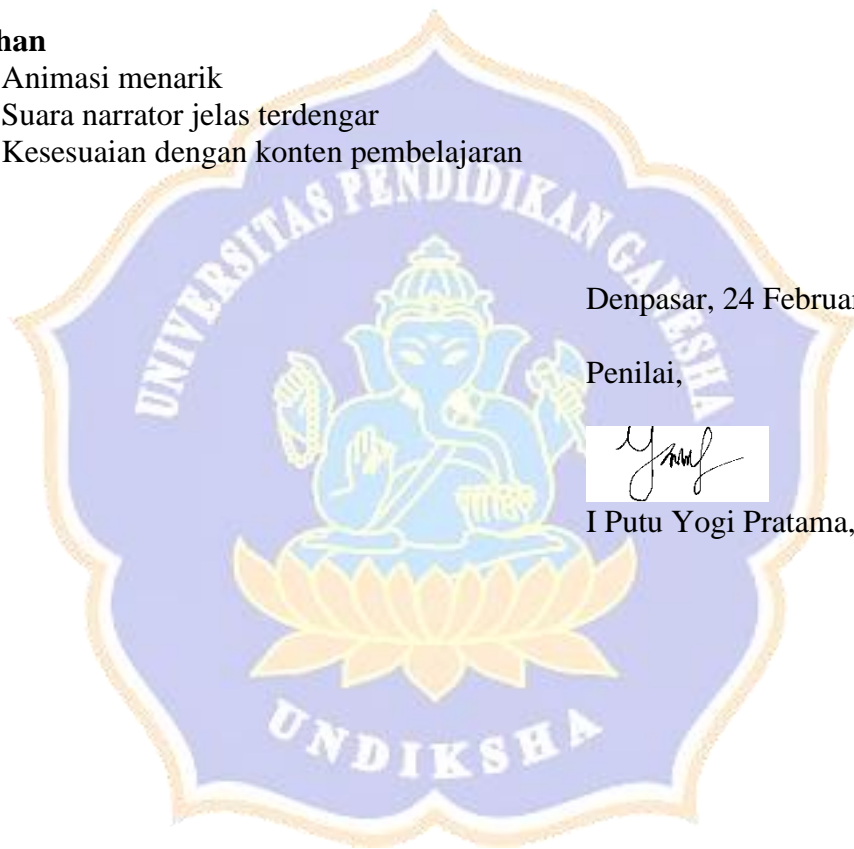 han
Animasi menarik
Suara narrator jelas terdengar
Kesesuaian dengan konten pembelajaran
UNIVERSITAS PENDIDIKAN GANESHA
Denpasar, 24 Februar
Penilai,
I Putu Yogi Pratama,
UNDIKSHA